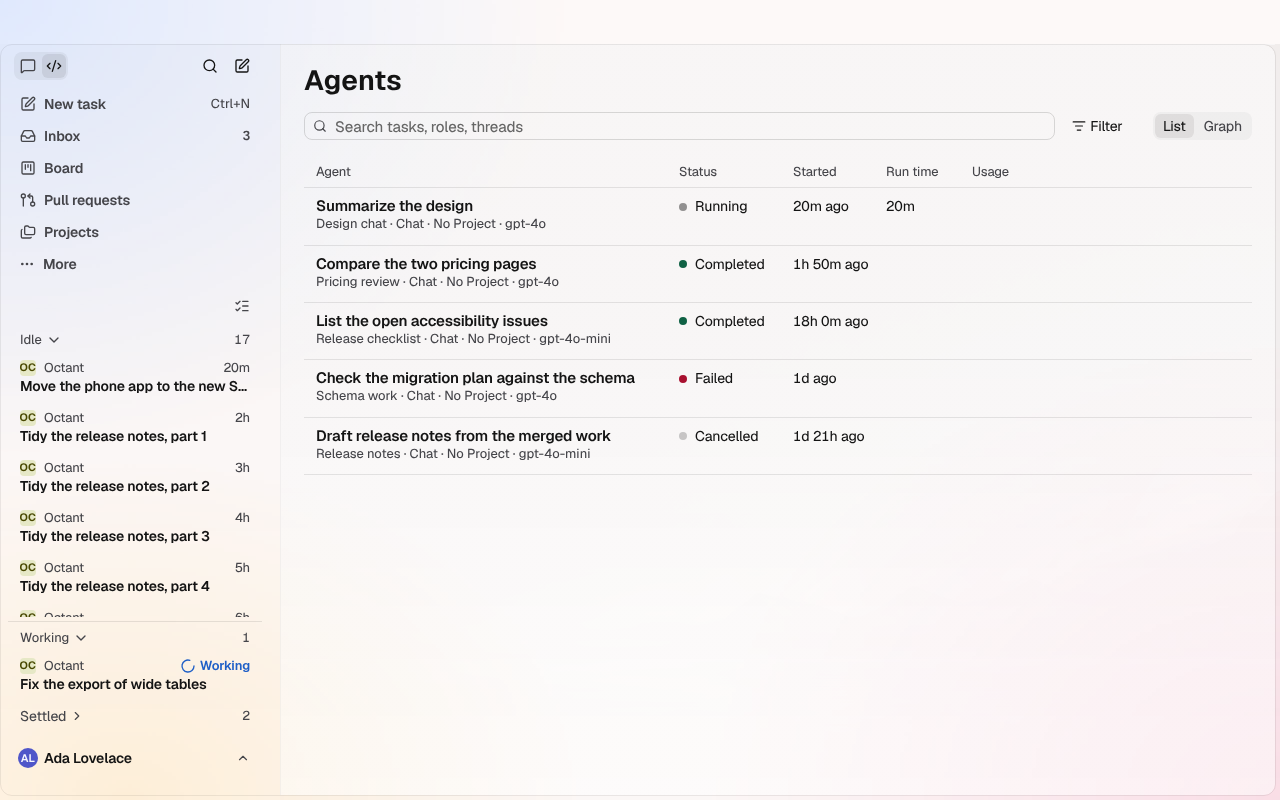 New task Ctrl+N
Inbox 3
Board
Pull requests
Projects
More
Idle 17
OC Octant 20m
Move the phone app to the new S...
OC Octant 2h
Tidy the release notes, part 1
OC Octant 3h
Tidy the release notes, part 2
OC Octant 4h
Tidy the release notes, part 3
OC Octant 5h
Tidy the release notes, part 4
OC Octant 6h
Working 1
OC Octant Working
Fix the export of wide tables
Settled 2
AL Ada Lovelace
Agents
Search tasks, roles, threads
Filter
List Graph
Agent Status Started Run time Usage
Summarize the design Running 20m ago 20m
Design chat · Chat · No Project · gpt-4o
Compare the two pricing pages Completed 1h 50m ago
Pricing review · Chat · No Project · gpt-4o
List the open accessibility issues Completed 18h 0m ago
Release checklist · Chat · No Project · gpt-4o-mini
Check the migration plan against the schema Failed 1d ago
Schema work · Chat · No Project · gpt-4o
Draft release notes from the merged work Cancelled 1d 21h ago
Release notes · Chat · No Project · gpt-4o-mini